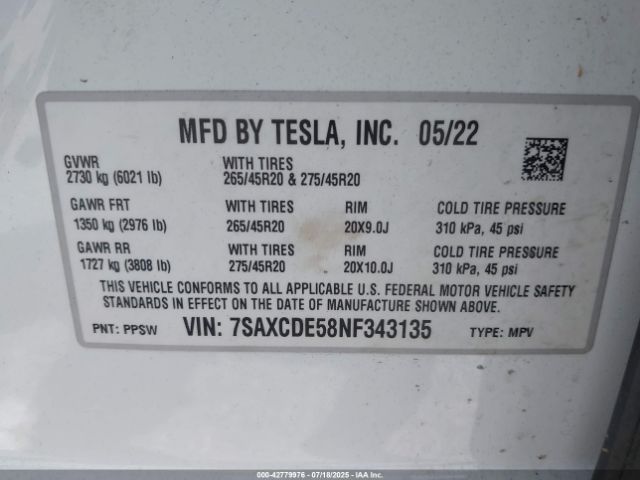 MFD BY TESLA, INC. 05/22
GVWR WITH TIRES
2730 kg (6021 lb) 265/45R20 & 275/45R20
GAWR FRT WITH TIRES RIM COLD TIRE PRESSURE
1350 kg (2976 lb) 265/45R20 20X9.0J 310 kPa, 45 psi
GAWR RR WITH TIRES RIM COLD TIRE PRESSURE
1727 kg (3808 lb) 275/45R20 20X10.0J 310 kPa, 45 psi
THIS VEHICLE CONFORMS TO ALL APPLICABLE U.S. FEDERAL MOTOR VEHICLE SAFETY
STANDARDS IN EFFECT ON THE DATE OF MANUFACTURE SHOWN ABOVE.
PNT: PPSW VIN: 7SAXCDE58NF343135 TYPE: MPV
000-42779976 - 07/18/2025 - IAA Inc.